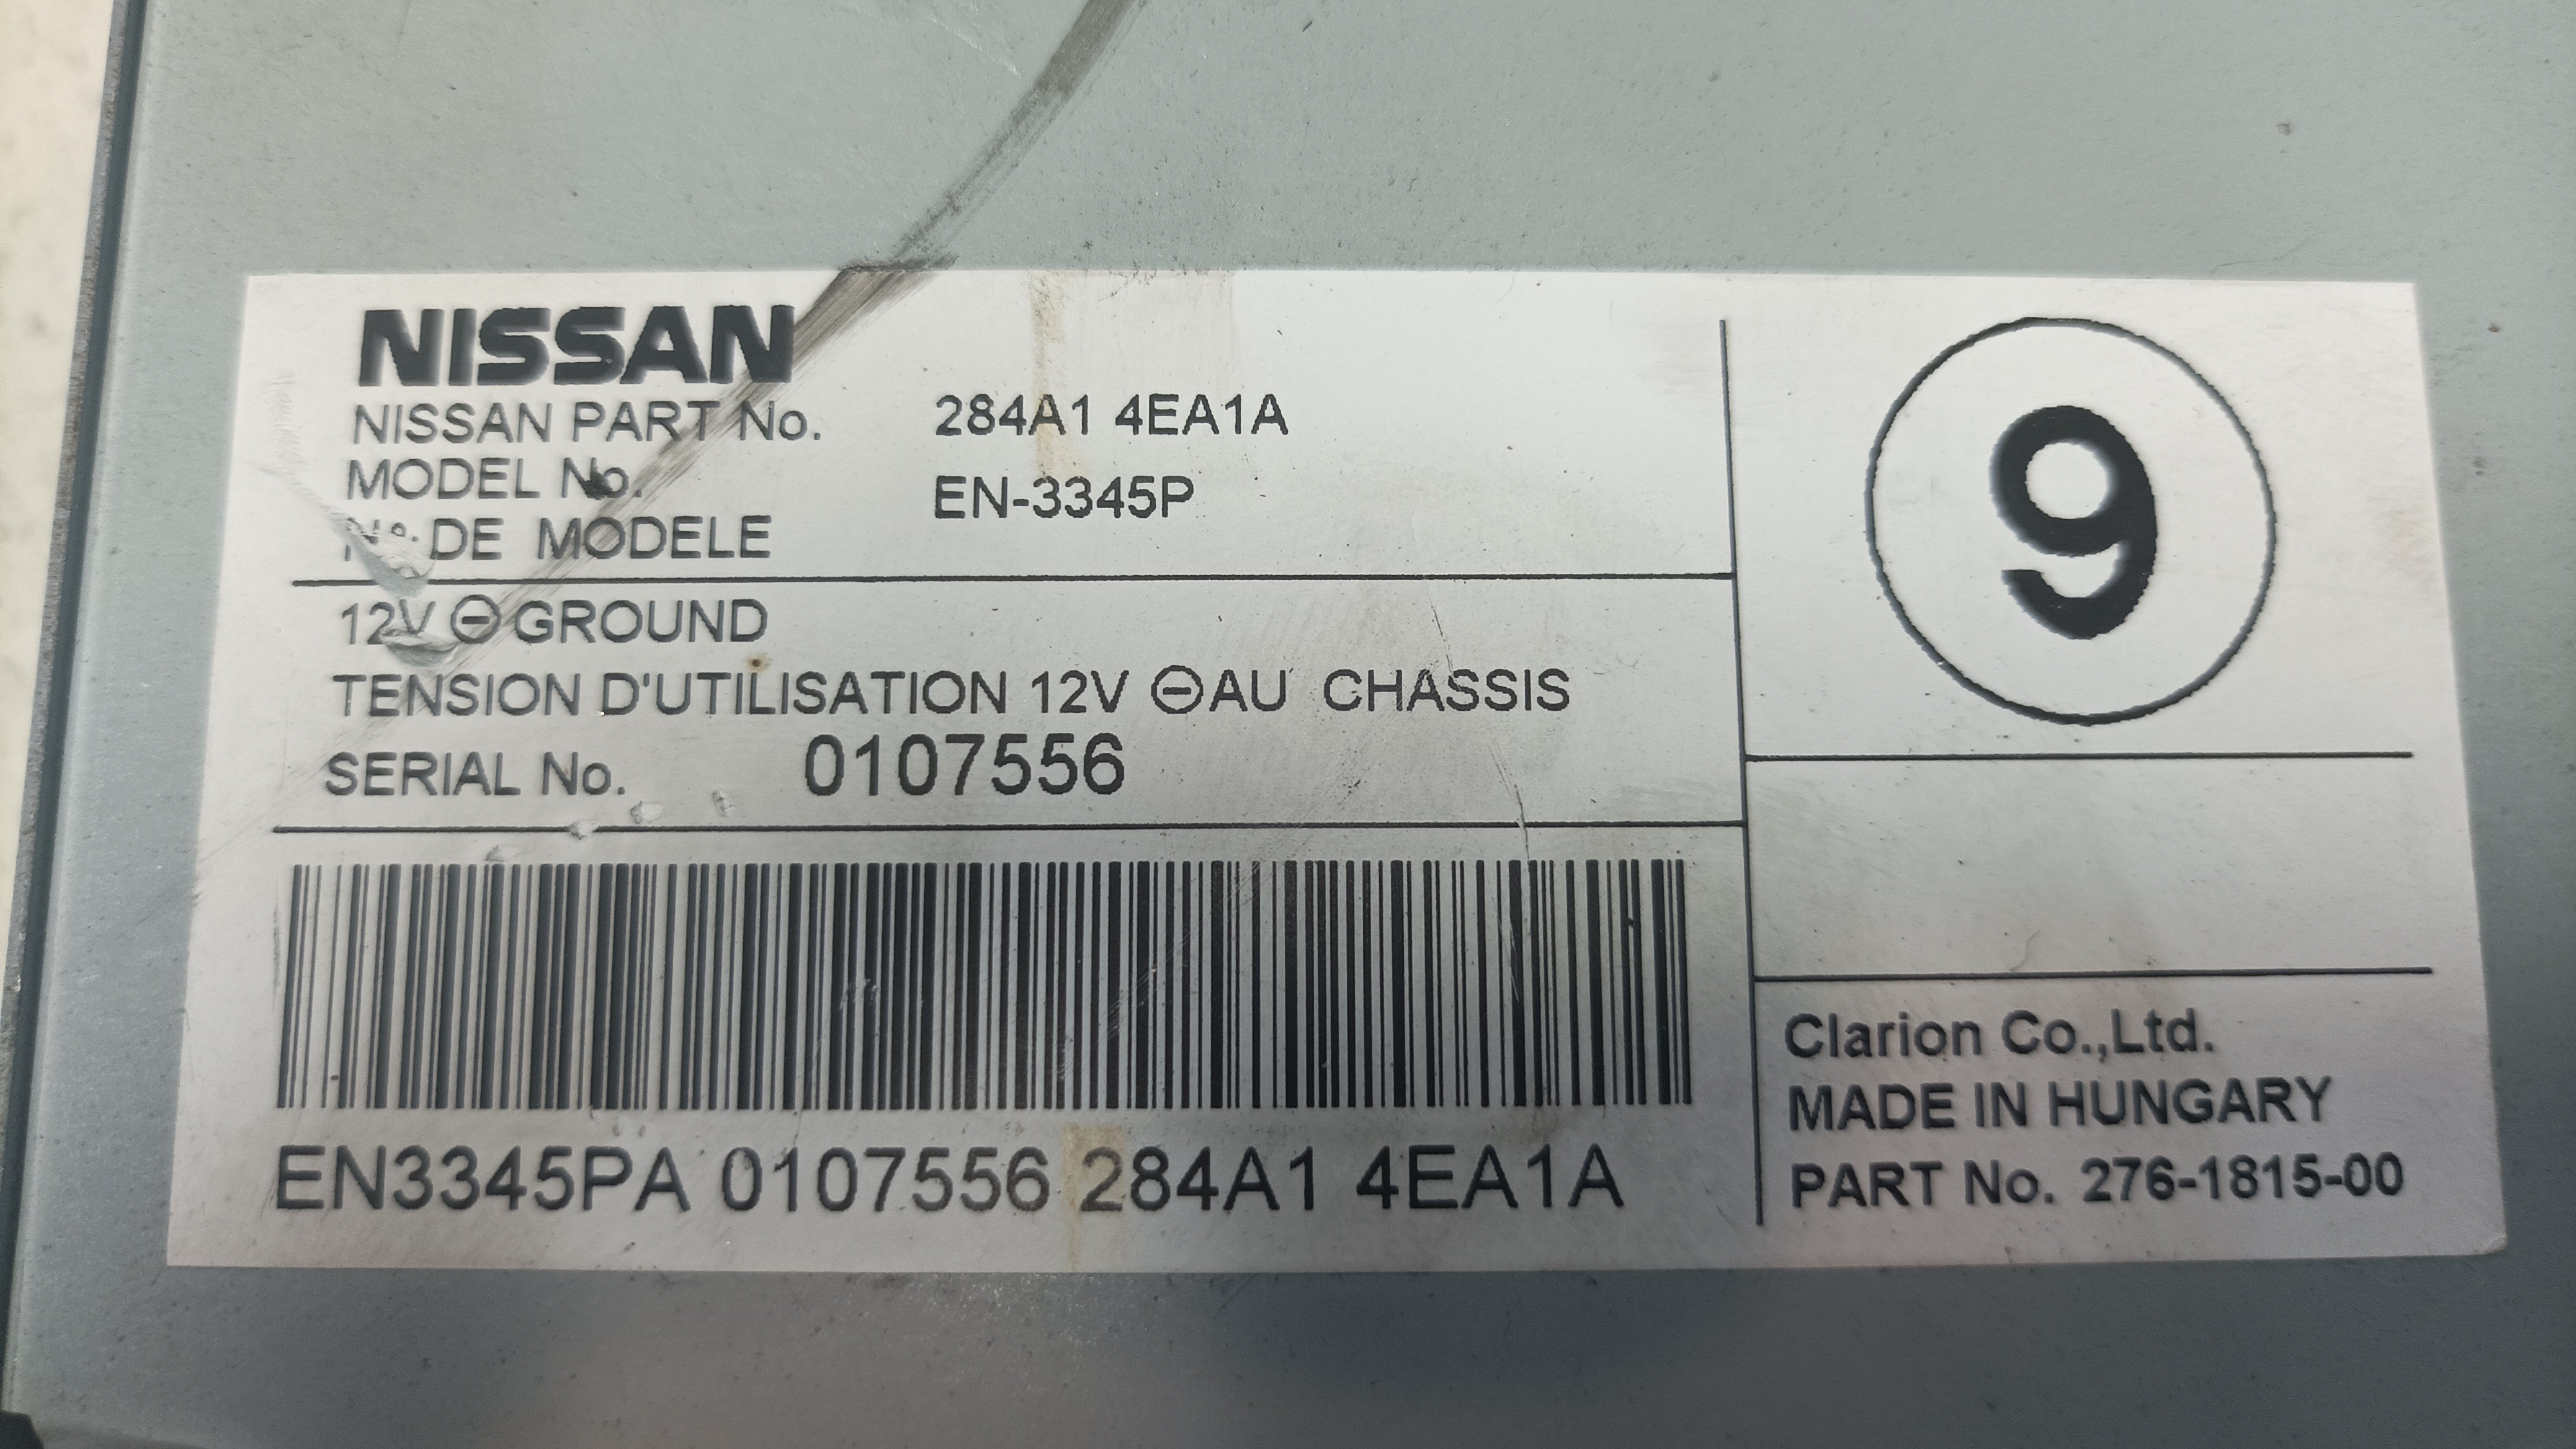 NISSAN
NISSAN PART No. 284A1 4EA1A
MODEL No. EN-3345P
No. DE MODELE
12V ⊖ GROUND
TENSION D'UTILISATION 12V ⊖ AU CHASSIS
SERIAL No. 0107556
EN3345PA 0107556 284A1 4EA1A
9
Clarion Co.,Ltd.
MADE IN HUNGARY
PART No. 276-1815-00